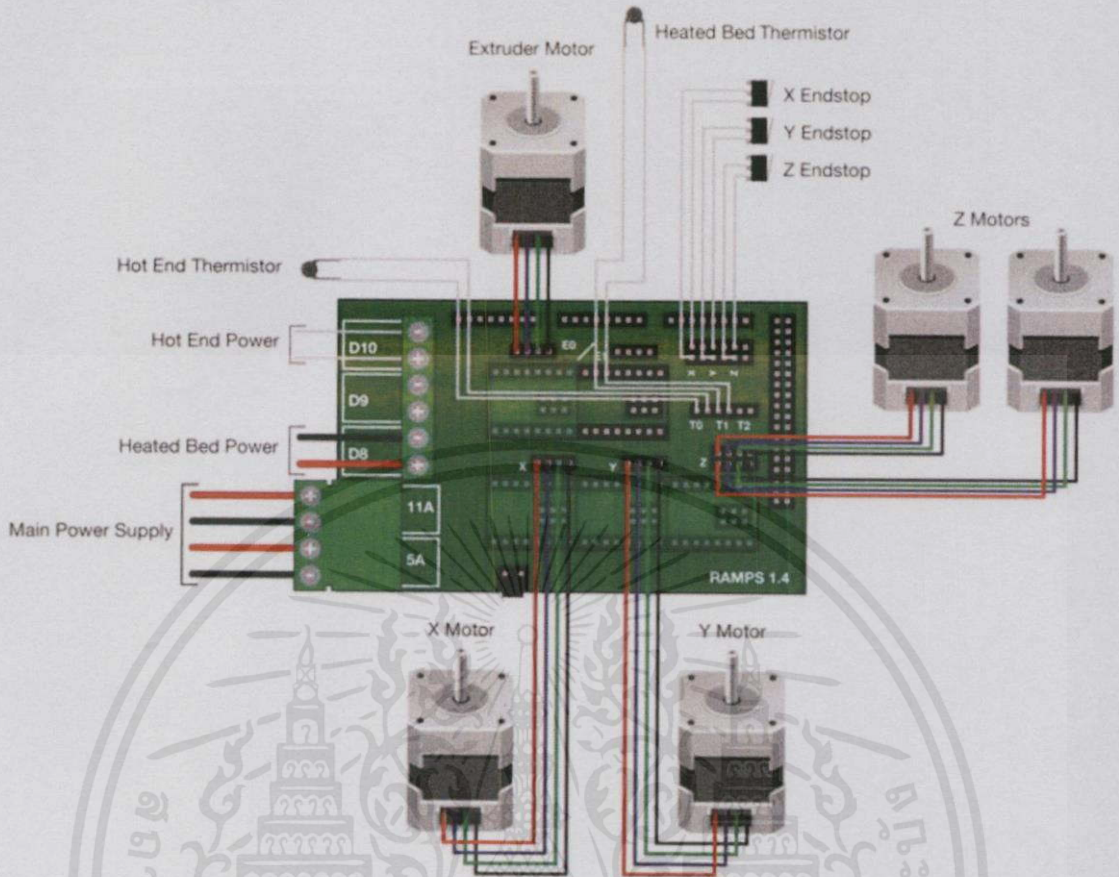 Heated Bed Thermistor
Extruder Motor
X Endstop
Y Endstop
Z Endstop
Z Motors
Hot End Thermistor
Hot End Power
D10
E0
E1
X
Y
Z
D9
T0 T1 T2
Heated Bed Power
D8
X
Y
Z
Main Power Supply
11A
5A
RAMPS 1.4
X Motor
Y Motor